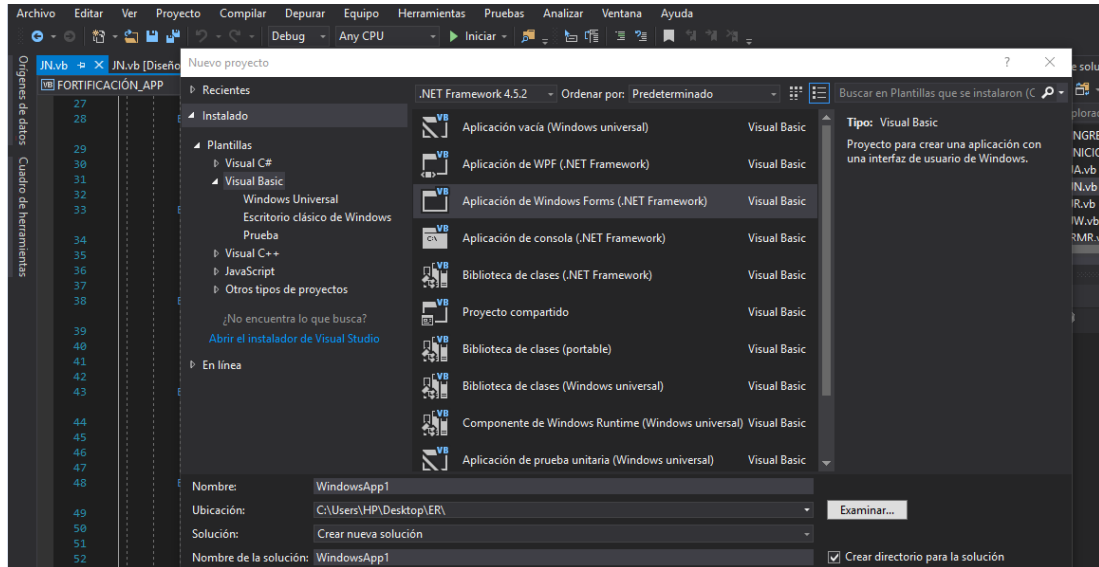 Archivo Editar Ver Proyecto Compilar Depurar Equipo Herramientas Pruebas Analizar Ventana Ayuda
Debug Any CPU Iniciar
JN.vb JN.vb [Diseño
FORTIFICACIÓN_APP
Orígenes de datos
Cuadro de herramientas
27
28
29
30
31
32
33
34
35
36
37
38
39
40
41
42
43
44
45
46
47
48
49
50
51
52
Nuevo proyecto ? ×
Recientes
Instalado
Plantillas
Visual C#
Visual Basic
Windows Universal
Escritorio clásico de Windows
Prueba
Visual C++
JavaScript
Otros tipos de proyectos
¿No encuentra lo que busca?
Abrir el instalador de Visual Studio
En línea
.NET Framework 4.5.2 Ordenar por: Predeterminado
Aplicación vacía (Windows universal) Visual Basic
Aplicación de WPF (.NET Framework) Visual Basic
Aplicación de Windows Forms (.NET Framework) Visual Basic
Aplicación de consola (.NET Framework) Visual Basic
Biblioteca de clases (.NET Framework) Visual Basic
Proyecto compartido Visual Basic
Biblioteca de clases (portable) Visual Basic
Biblioteca de clases (Windows universal) Visual Basic
Componente de Windows Runtime (Windows universal) Visual Basic
Aplicación de prueba unitaria (Windows universal) Visual Basic
Buscar en Plantillas que se instalaron (C
Tipo: Visual Basic
Proyecto para crear una aplicación con
una interfaz de usuario de Windows.
Nombre: WindowsApp1
Ubicación: C:\Users\HP\Desktop\ER\
Examinar...
Solución: Crear nueva solución
Nombre de la solución: WindowsApp1
Crear directorio para la solución